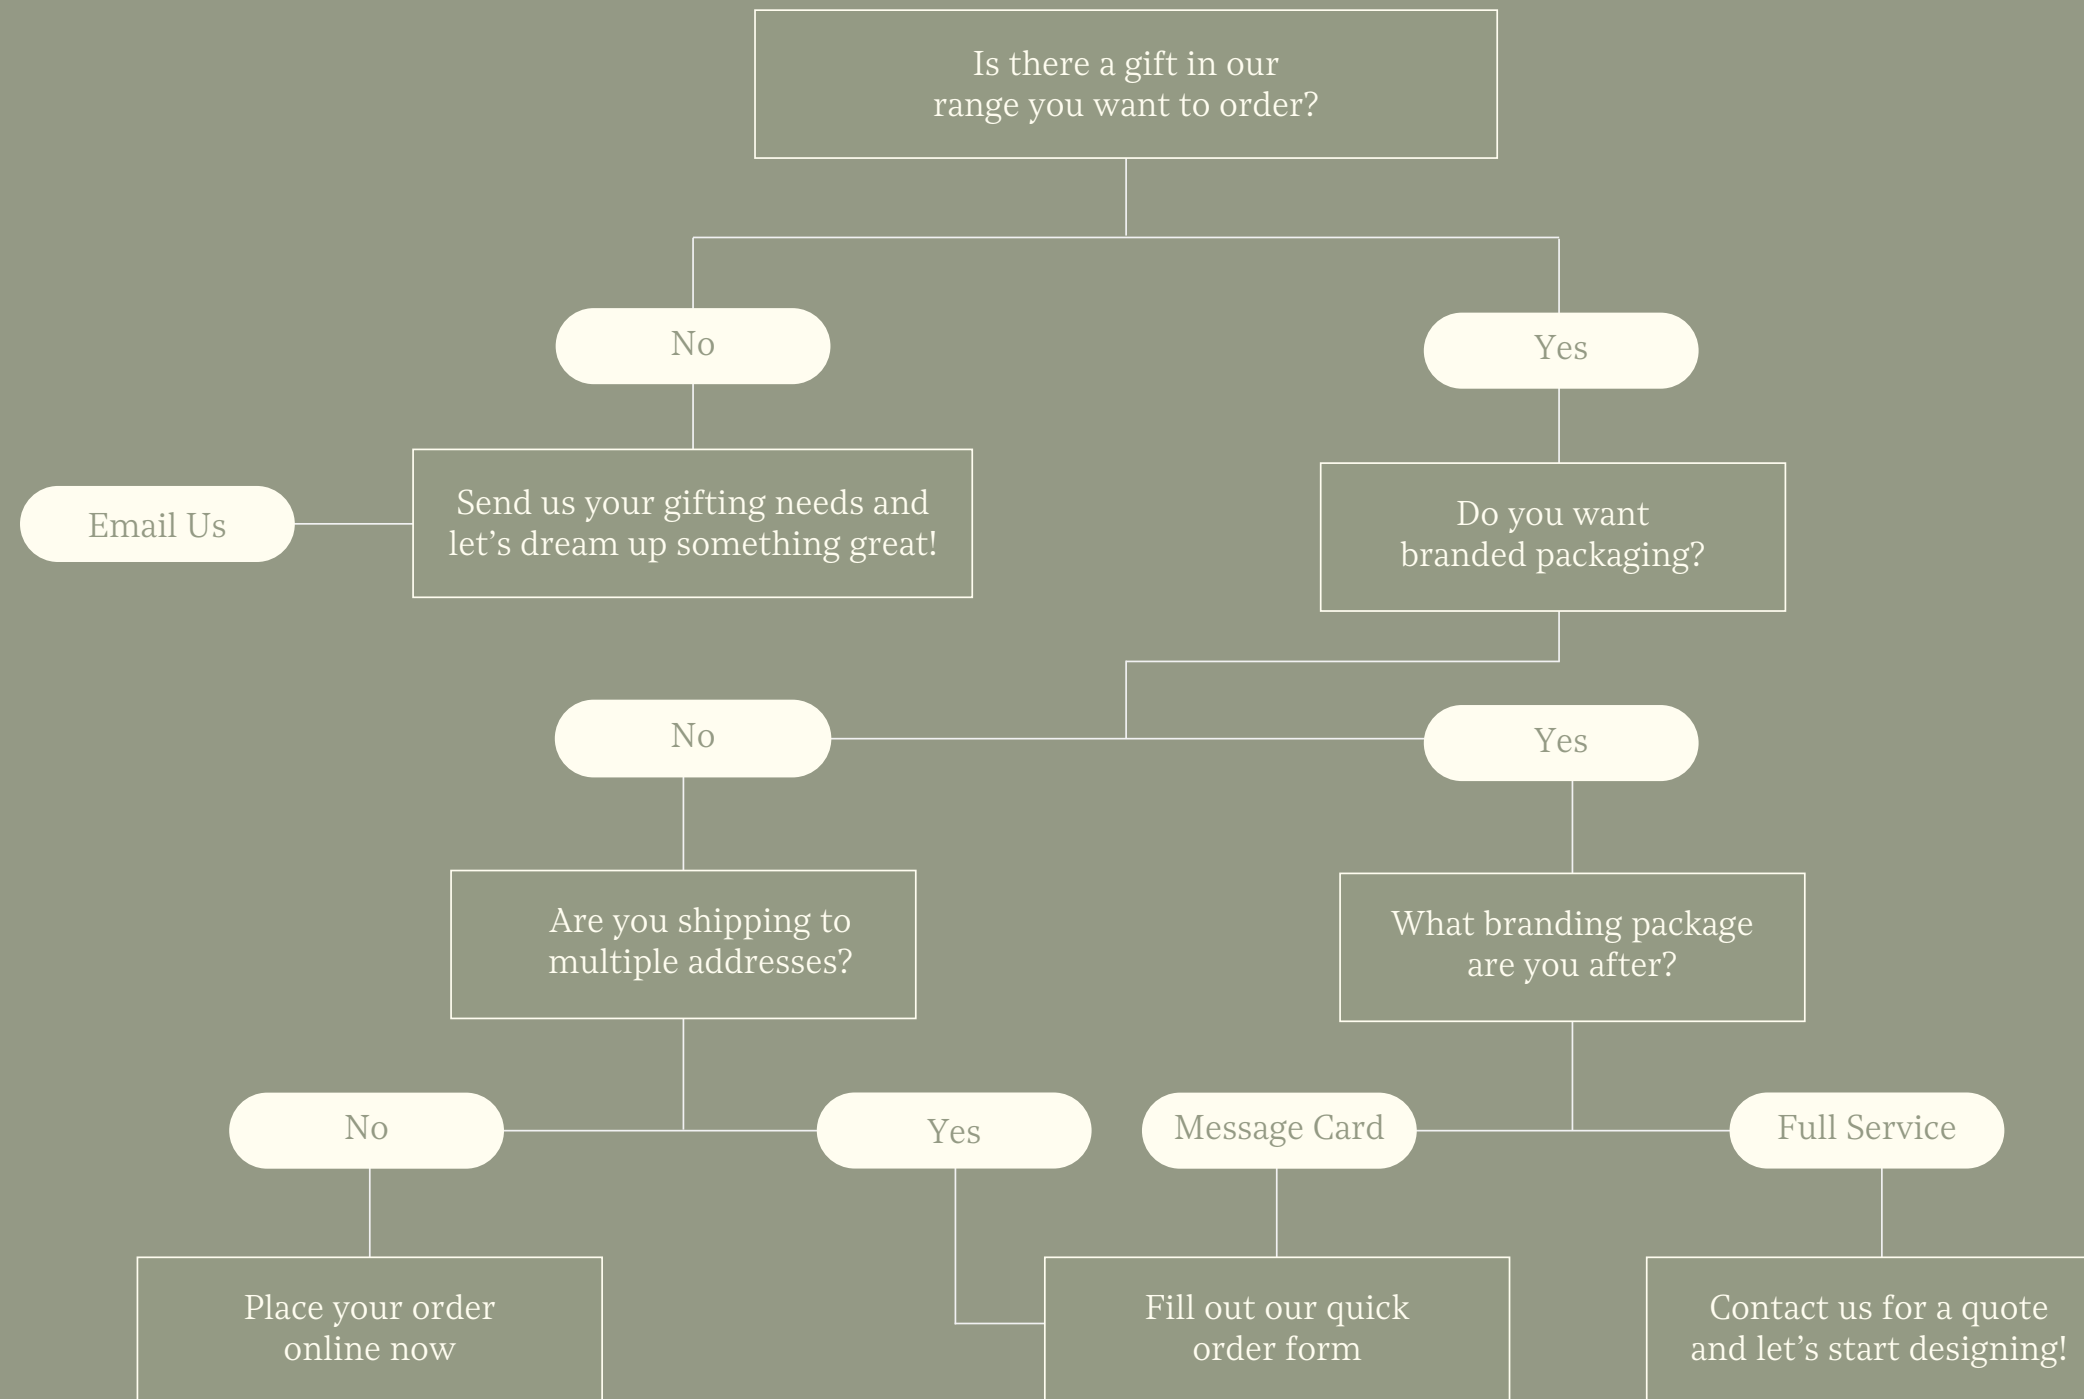 Is there a gift in our
range you want to order?
No
Yes
Email Us
Send us your gifting needs and
let’s dream up something great!
Do you want
branded packaging?
No
Yes
Are you shipping to
multiple addresses?
What branding package
are you after?
No
Yes
Message Card
Full Service
Place your order
online now
Fill out our quick
order form
Contact us for a quote
and let’s start designing!